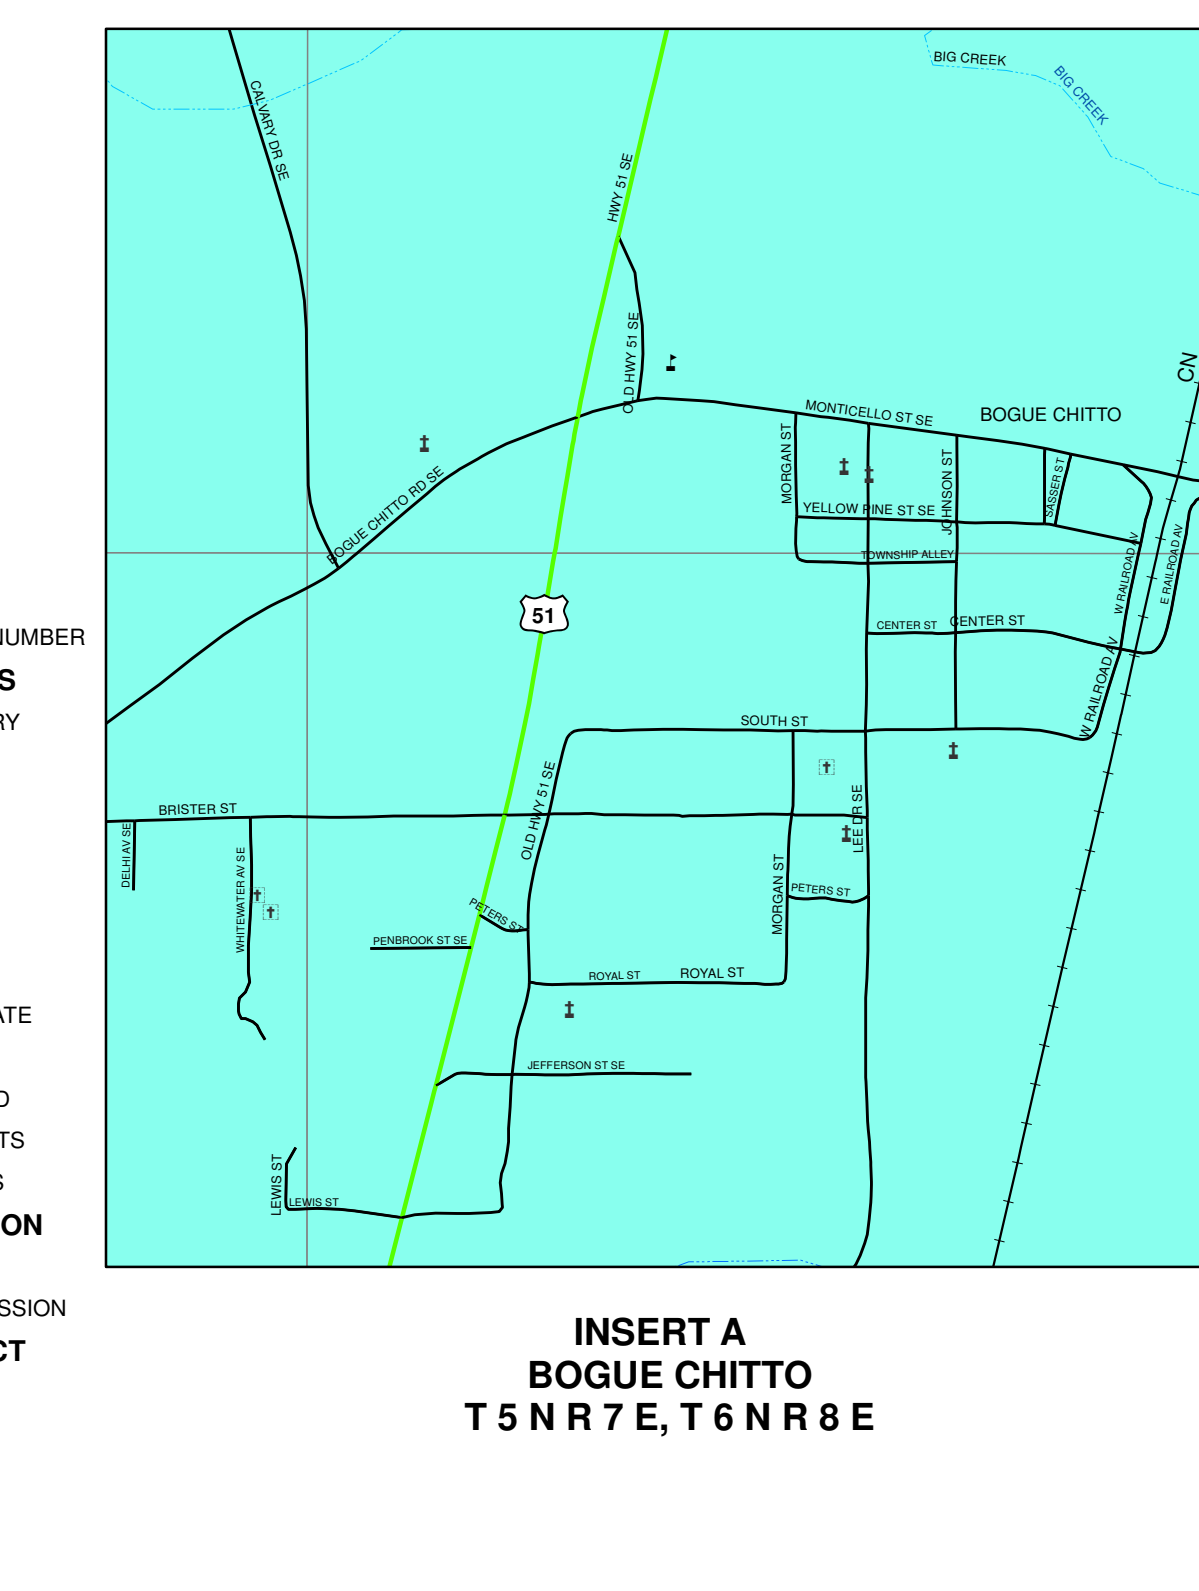 BIG CREEK
BIG CREEK
CALVARY DR SE
HWY 51 SE
OLD HWY 51 SE
CN
MONTICELLO ST SE
BOGUE CHITTO
MORGAN ST
JOHNSON ST
SASSER ST
BOGUE CHITTO RD SE
YELLOW PINE ST SE
TOWNSHIP ALLEY
W RAILROAD AV
E RAILROAD AV
51
CENTER ST
CENTER ST
NUMBER
S
RY
W RAILROAD AV
SOUTH ST
OLD HWY 51 SE
BRISTER ST
LEE DR SE
DELHI AV SE
WHITEWATER AV SE
MORGAN ST
PETERS ST
PETERS ST
PENBROOK ST SE
ROYAL ST
ROYAL ST
ATE
JEFFERSON ST SE
D
TS
S
LEWIS ST
LEWIS ST
ON
SSION
CT
INSERT A
BOGUE CHITTO
T 5 N R 7 E, T 6 N R 8 E